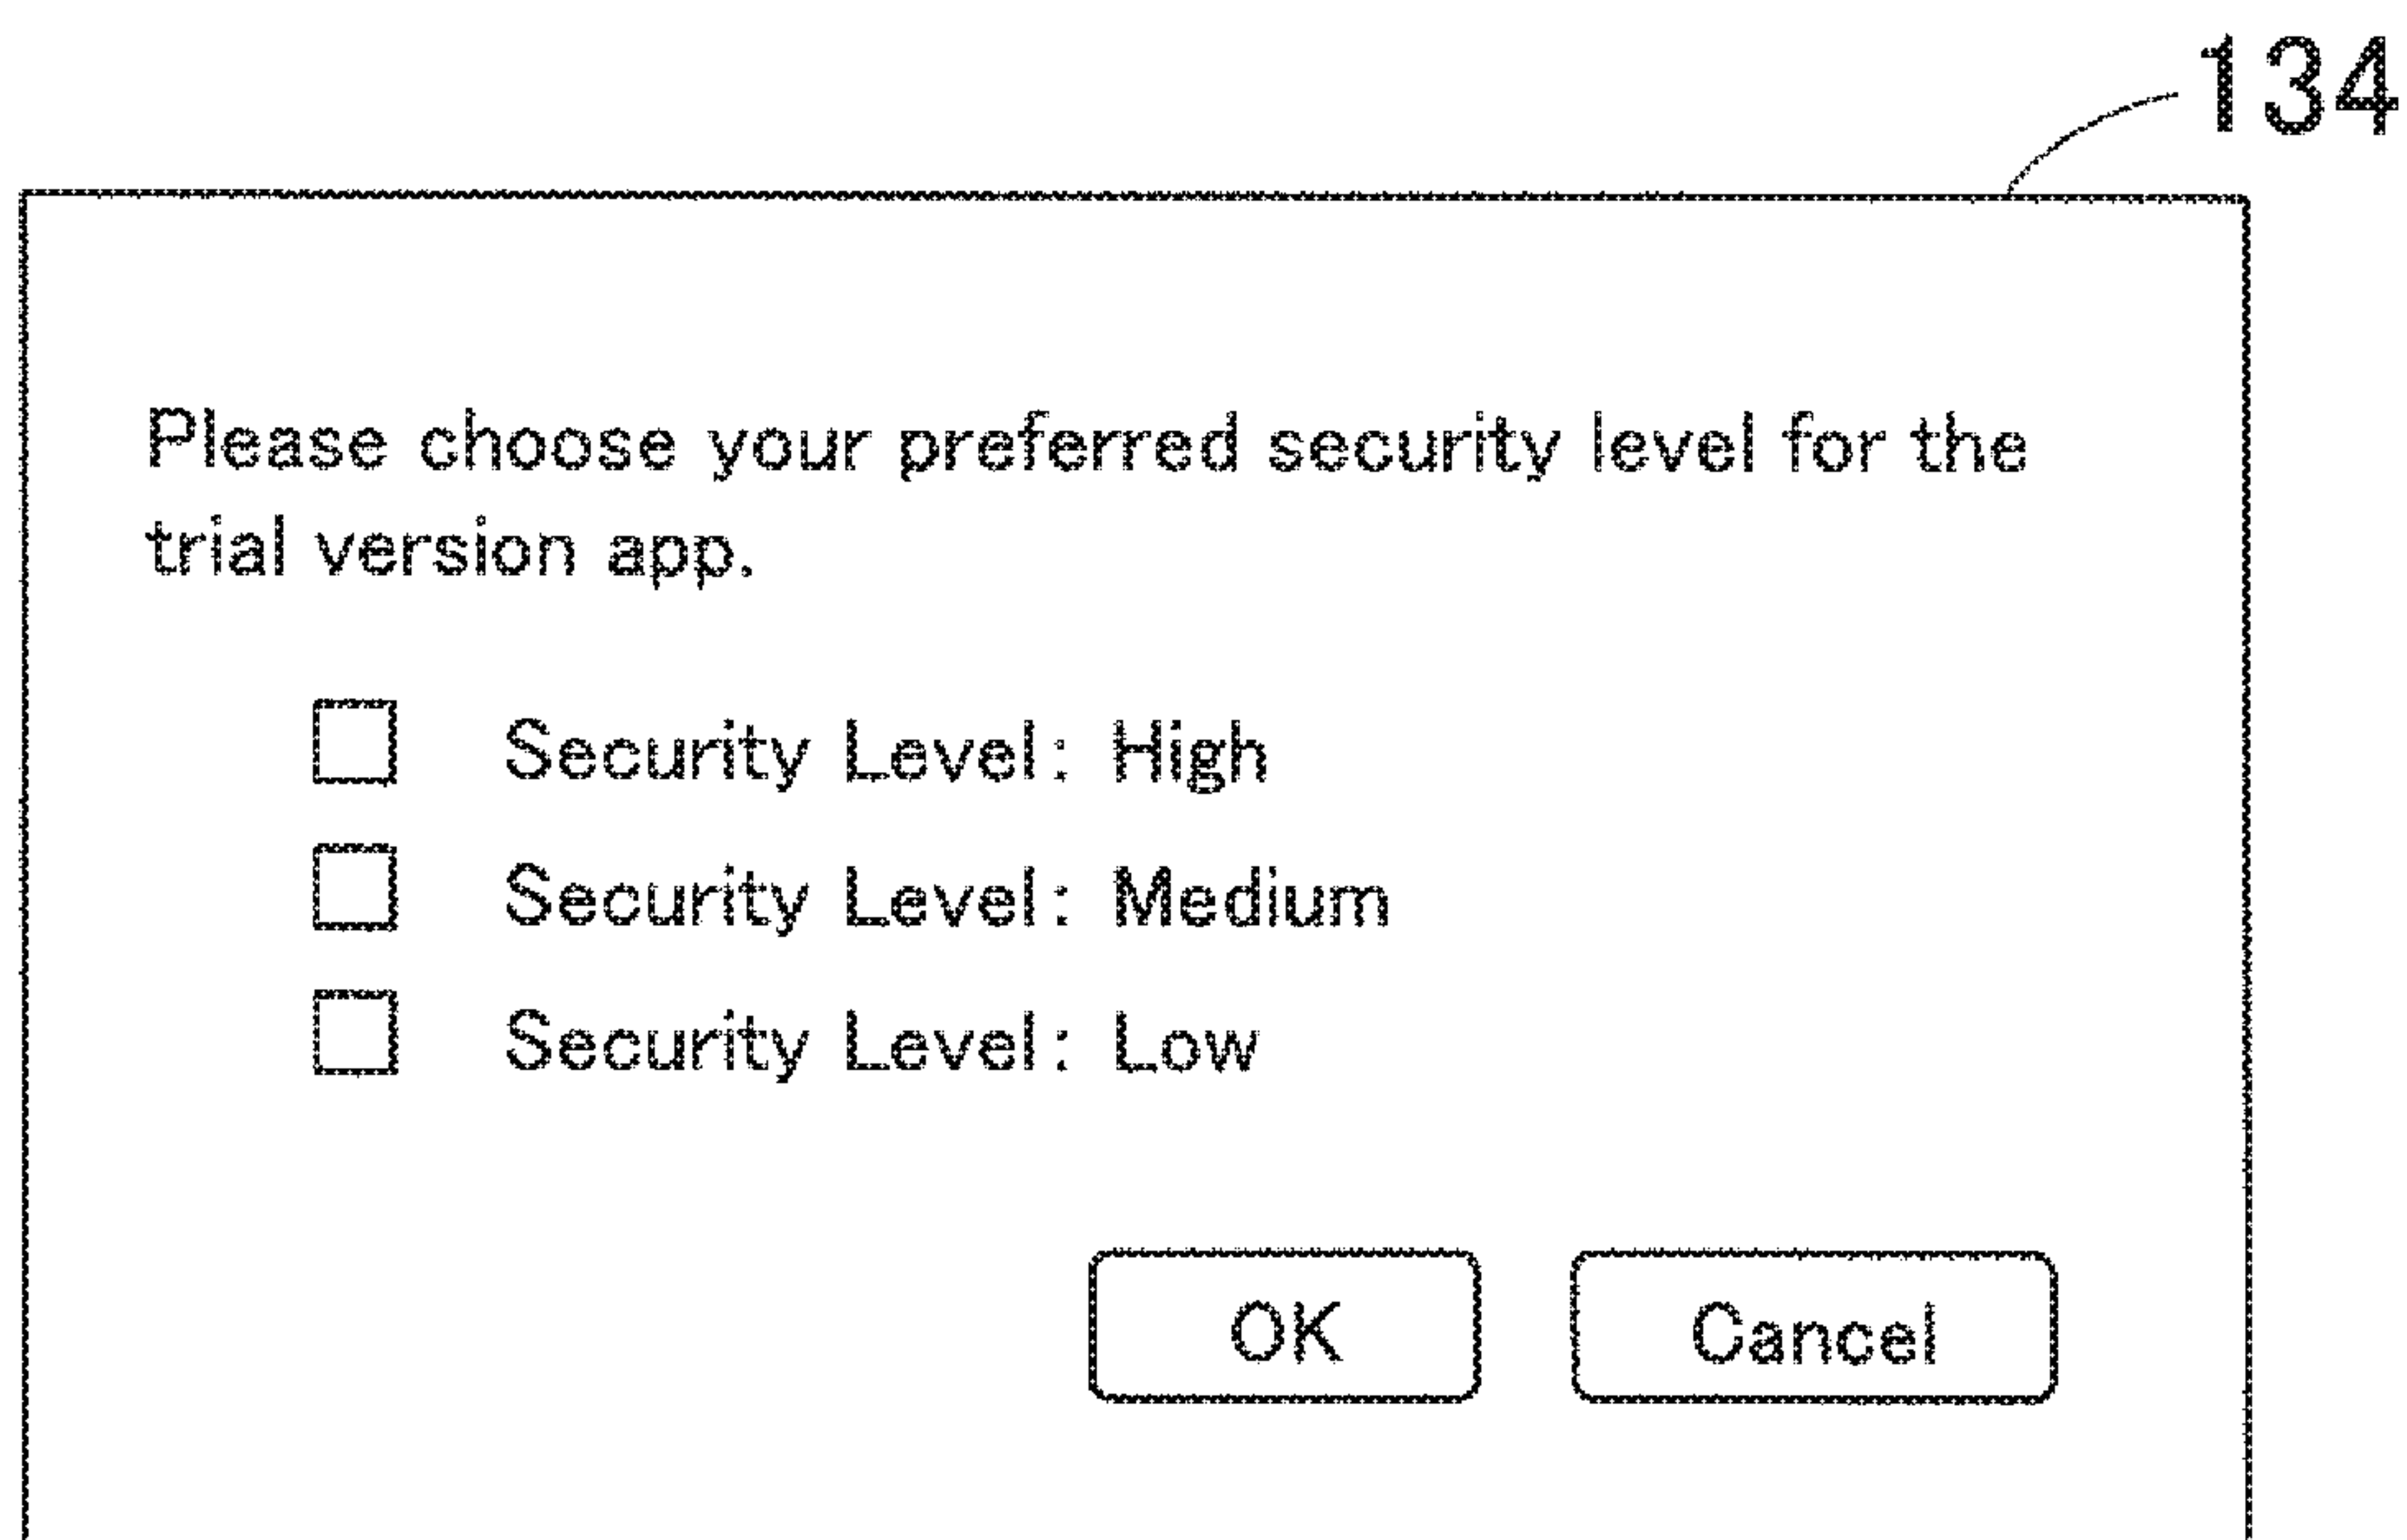 134
Please choose your preferred security level for the
trial version app.
Security Level: High
Security Level: Medium
Security Level: Low
OK Cancel